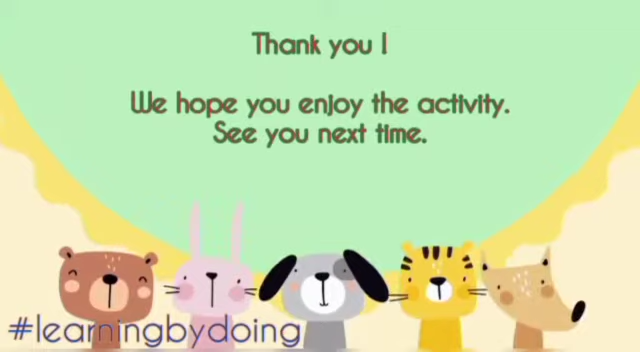 Thank you !
We hope you enjoy the activity.
See you next time.
#learningbydoing